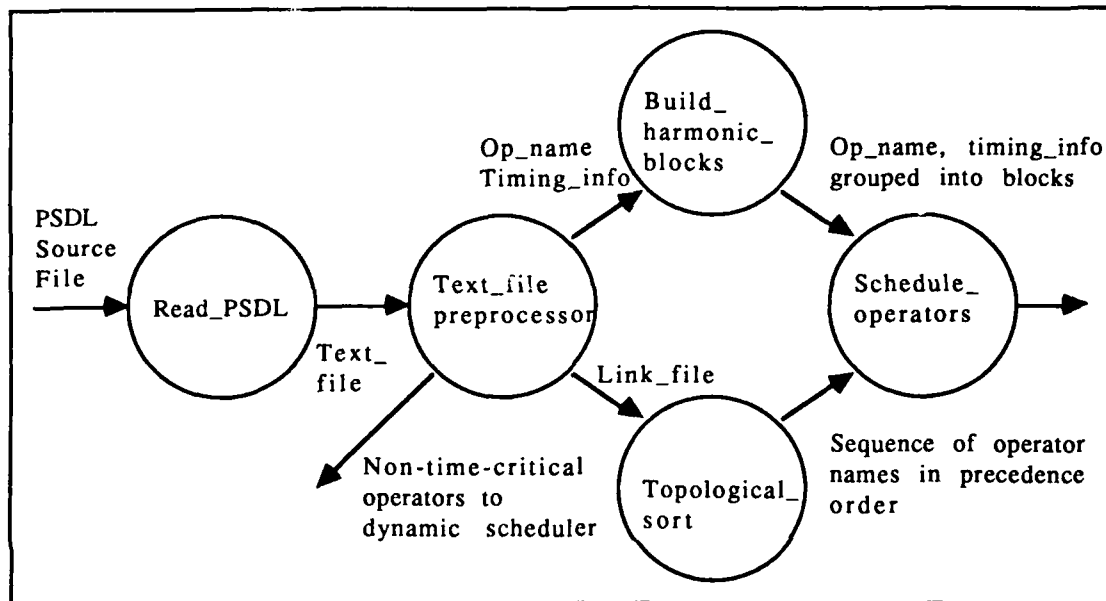 PSDL
Source
File
Read_PSDL
Text_
file
Text_file
preprocessor
Non-time-critical
operators to
dynamic scheduler
Op_name
Timing_info
Build_
harmonic_
blocks
Link_file
Topological_
sort
Op_name, timing_info
grouped into blocks
Sequence of operator
names in precedence
order
Schedule_
operators